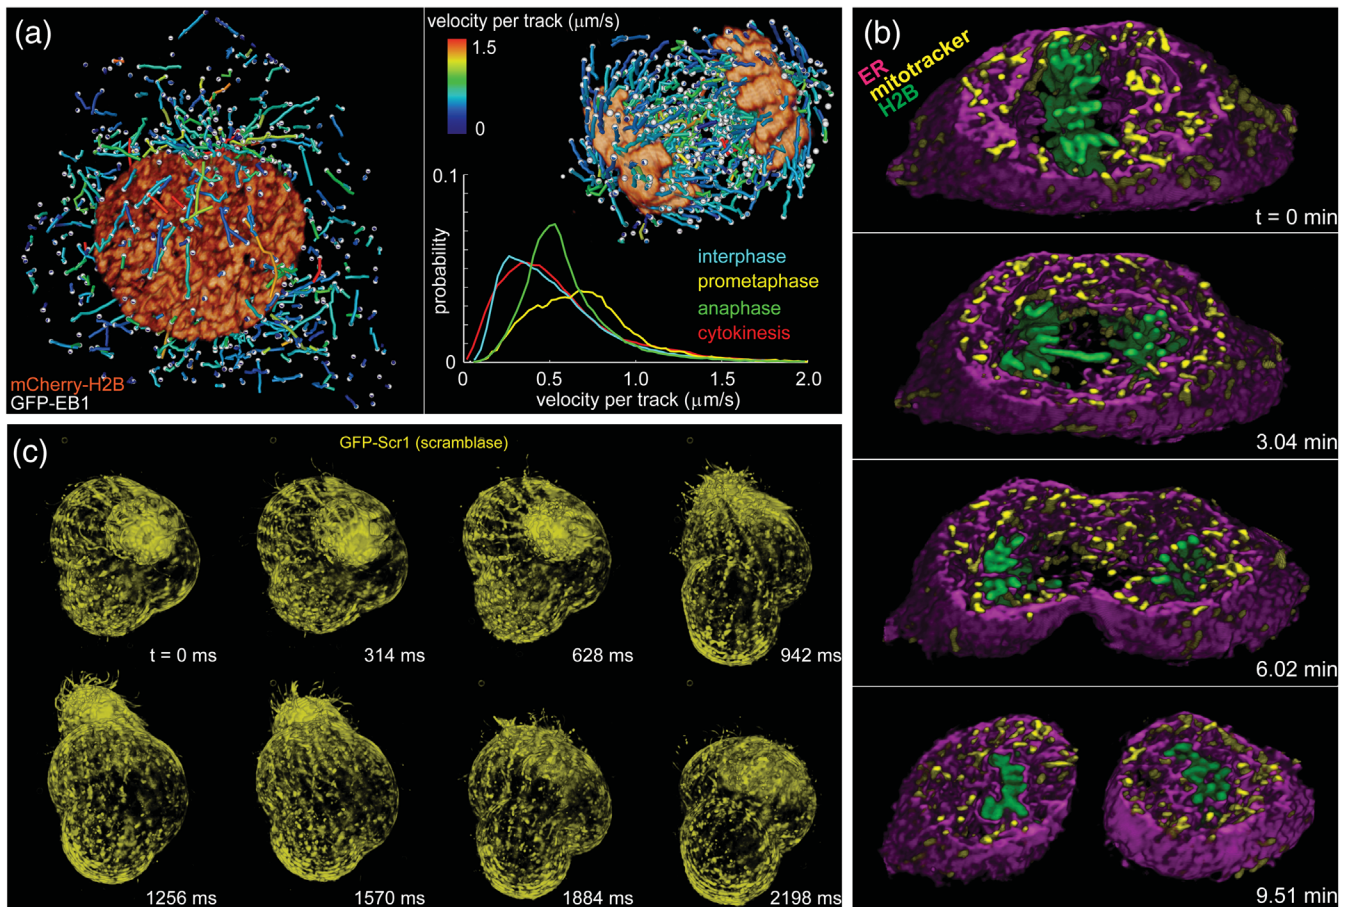 (a)
velocity per track (μm/s)
1.5
0
mCherry-H2B
GFP-EB1
0.1
probability
0
interphase
prometaphase
anaphase
cytokinesis
0 0.5 1.0 1.5 2.0
velocity per track (μm/s)
(b)
ER
mitotracker
H2B
t = 0 min
3.04 min
6.02 min
9.51 min
(c)
GFP-Scr1 (scramblase)
t = 0 ms 314 ms 628 ms 942 ms
1256 ms 1570 ms 1884 ms 2198 ms